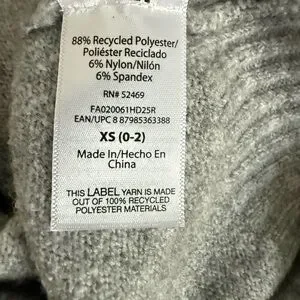 88% Recycled Polyester/
Poliéster Reciclado
6% Nylon/Nilón
6% Spandex
RN# 52469
FA020061HD25R
EAN/UPC 8 87985363388
XS (0-2)
Made In/Hecho En
China
THIS LABEL YARN IS MADE
OUT OF 100% RECYCLED
POLYESTER MATERIALS